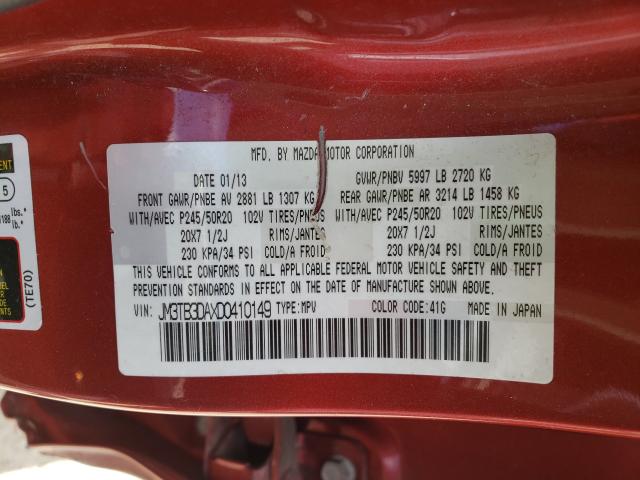 MFD. BY MAZDA MOTOR CORPORATION
DATE 01/13 GVWR/PNBV 5997 LB 2720 KG
FRONT GAWR/PNBE AV 2881 LB 1307 KG REAR GAWR/PNBE AR 3214 LB 1458 KG
WITH/AVEC P245/50R20 102V TIRES/PNEUS WITH/AVEC P245/50R20 102V TIRES/PNEUS
20X7 1/2J RIMS/JANTES 20X7 1/2J RIMS/JANTES
230 KPA/34 PSI COLD/A FROID 230 KPA/34 PSI COLD/A FROID
THIS VEHICLE CONFORMS TO ALL APPLICABLE FEDERAL MOTOR VEHICLE SAFETY AND THEFT
PREVENTION STANDARDS IN EFFECT ON THE DATE OF MANUFACTURE SHOWN ABOVE.
VIN: JM3TB3DAXD0410149 TYPE:MPV COLOR CODE:41G MADE IN JAPAN
5
lbs.
(TE70)